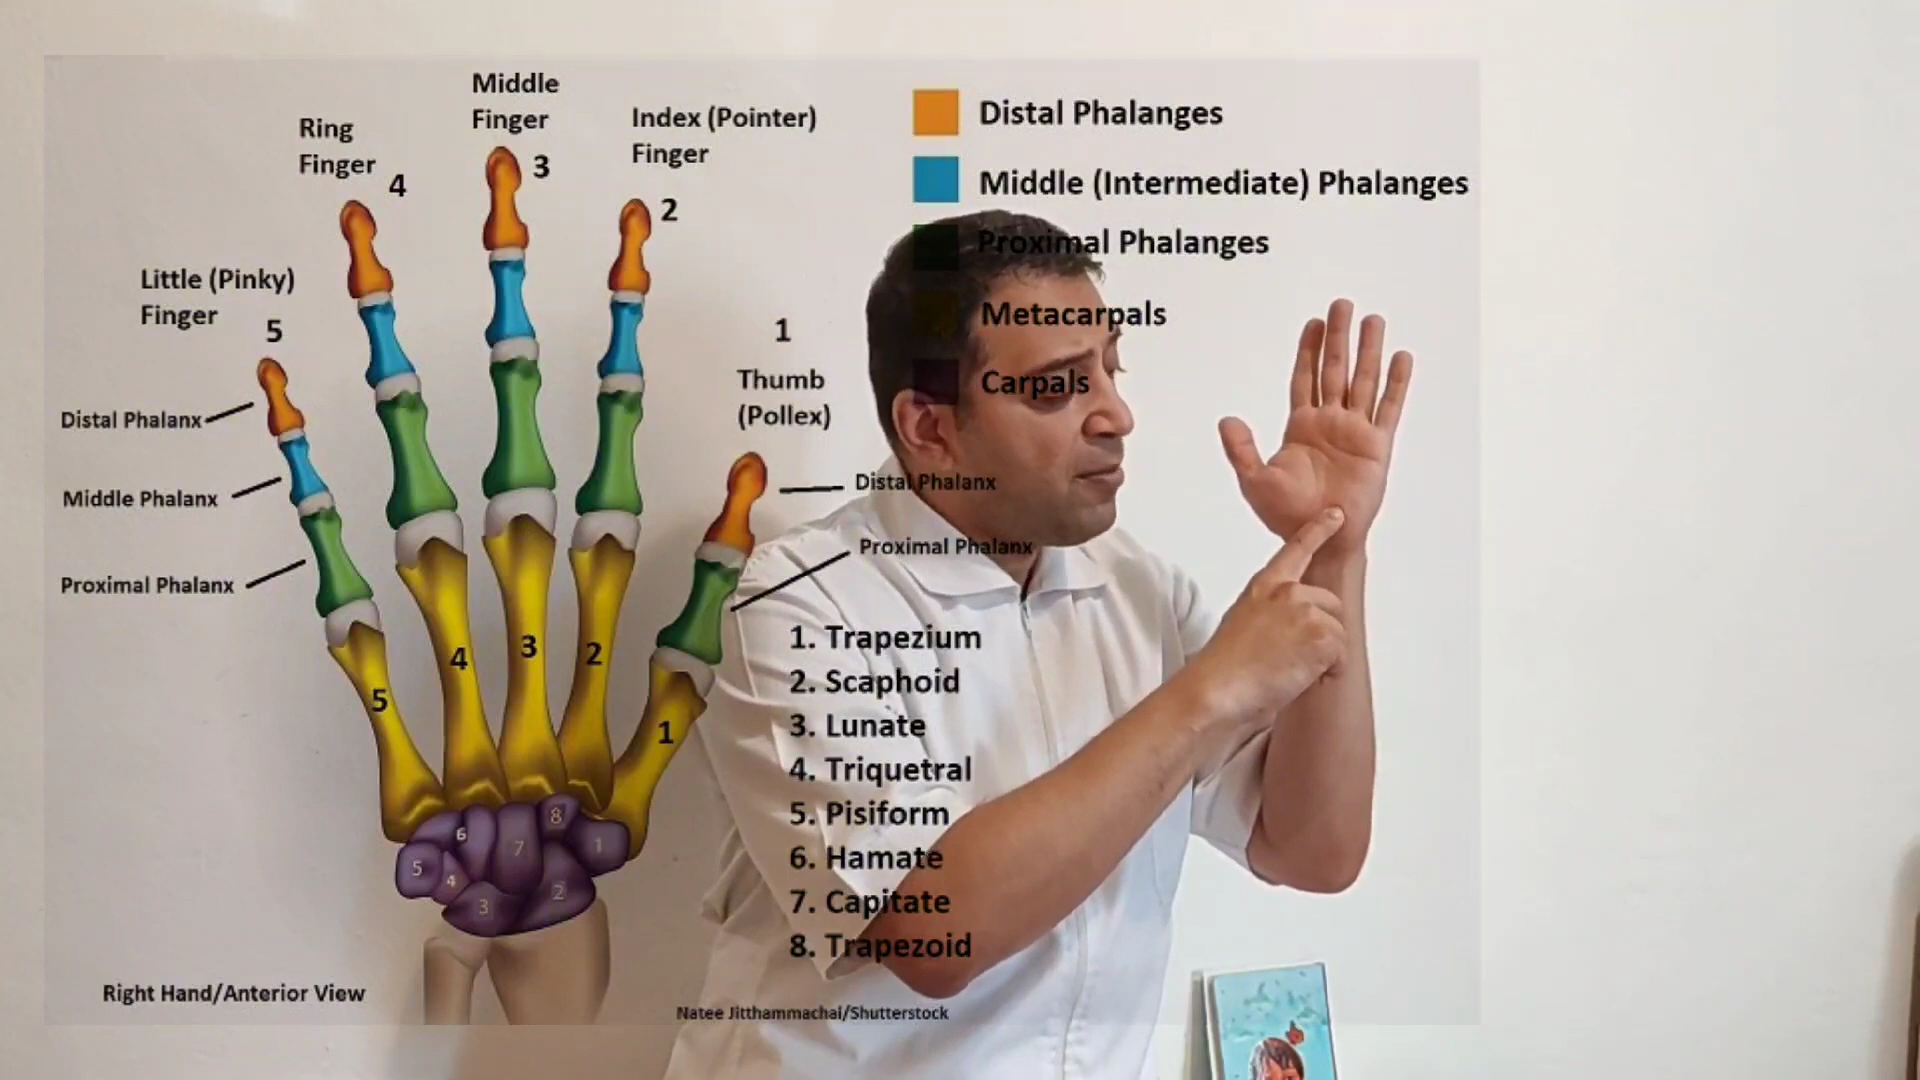 Middle
Finger
3
Ring
Finger
4
Index (Pointer)
Finger
2
Little (Pinky)
Finger
5
1
Thumb
(Pollex)
Distal Phalanx
Middle Phalanx
Proximal Phalanx
Distal Phalanx
Proximal Phalanx
Distal Phalanges
Middle (Intermediate) Phalanges
Proximal Phalanges
Metacarpals
Carpals
5
4
3
2
1
6
8
7
1
5
4
2
3
1. Trapezium
2. Scaphoid
3. Lunate
4. Triquetral
5. Pisiform
6. Hamate
7. Capitate
8. Trapezoid
Right Hand/Anterior View
Natee Jitthammachai/Shutterstock